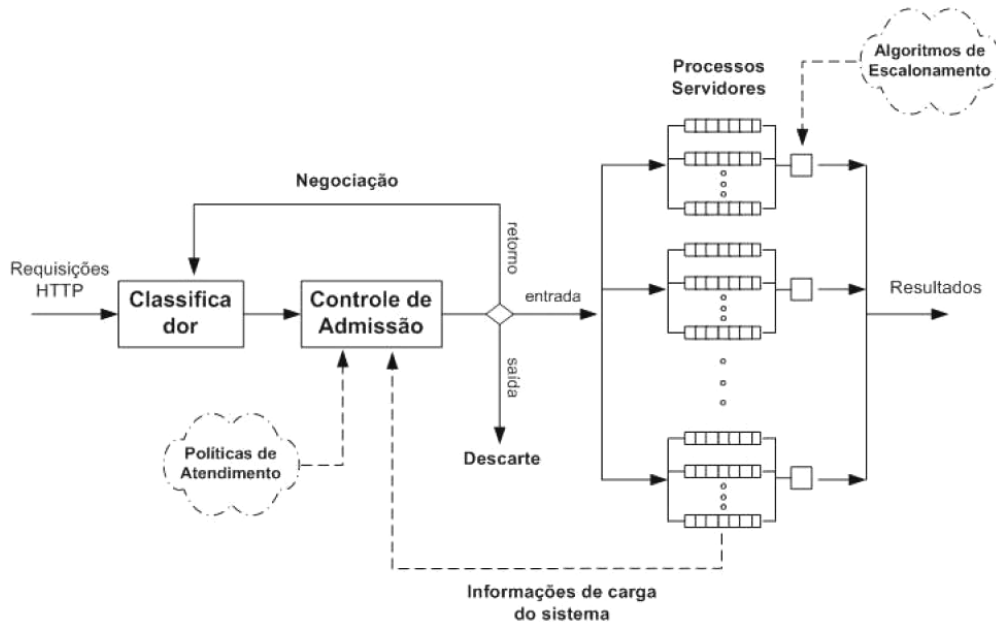 Algoritmos de
Escalonamento
Processos
Servidores
Negociação
retorno
Requisições
HTTP
Classifica
dor
Controle de
Admissão
entrada
Resultados
saída
Políticas de
Atendimento
Descarte
Informações de carga
do sistema